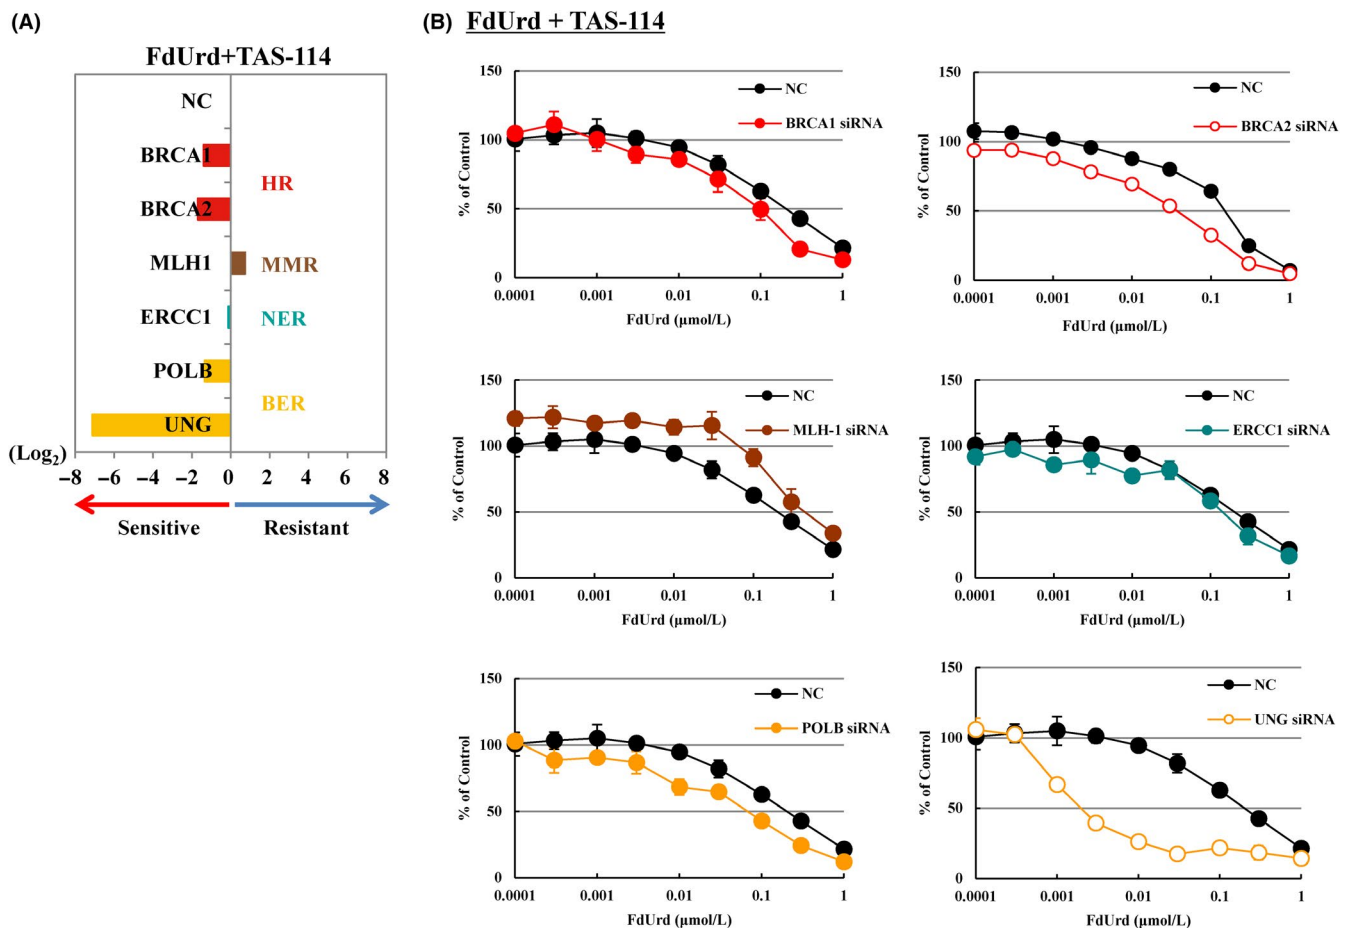 (A)
FdUrd+TAS-114
NC
BRCA1
HR
BRCA2
MLH1 MMR
ERCC1 NER
POLB
BER
UNG
(Log2)
−8 −6 −4 −2 0 2 4 6 8
Sensitive Resistant
(B) FdUrd + TAS-114
150
100
50
0
% of Control
NC
BRCA1 siRNA
0.0001 0.001 0.01 0.1 1
FdUrd (μmol/L)
150
100
50
0
% of Control
NC
BRCA2 siRNA
0.0001 0.001 0.01 0.1 1
FdUrd (μmol/L)
150
100
50
0
% of Control
NC
MLH-1 siRNA
0.0001 0.001 0.01 0.1 1
FdUrd (μmol/L)
150
100
50
0
% of Control
NC
ERCC1 siRNA
0.0001 0.001 0.01 0.1 1
FdUrd (μmol/L)
150
100
50
0
% of Control
NC
POLB siRNA
0.0001 0.001 0.01 0.1 1
FdUrd (μmol/L)
150
100
50
0
% of Control
NC
UNG siRNA
0.0001 0.001 0.01 0.1 1
FdUrd (μmol/L)